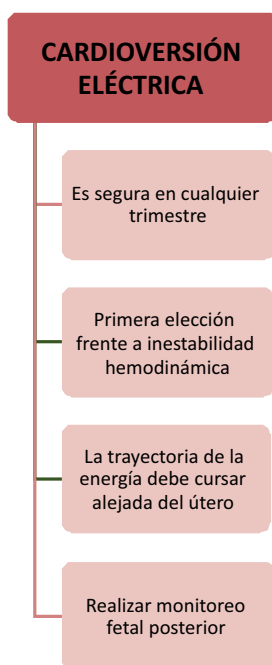 CARDIOVERSIÓN
ELÉCTRICA
Es segura en cualquier
trimestre
Primera elección
frente a inestabilidad
hemodinámica
La trayectoria de la
energía debe cursar
alejada del útero
Realizar monitoreo
fetal posterior